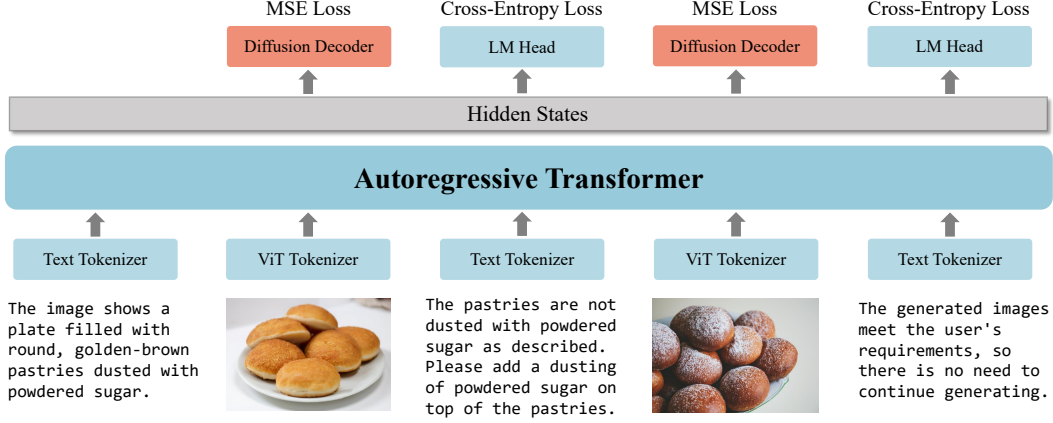 MSE Loss
Cross-Entropy Loss
MSE Loss
Cross-Entropy Loss
Diffusion Decoder
LM Head
Diffusion Decoder
LM Head
Hidden States
Autoregressive Transformer
Text Tokenizer
ViT Tokenizer
Text Tokenizer
ViT Tokenizer
Text Tokenizer
The image shows a
plate filled with
round, golden-brown
pastries dusted with
powdered sugar.
The pastries are not
dusted with powdered
sugar as described.
Please add a dusting
of powdered sugar on
top of the pastries.
The generated images
meet the user's
requirements, so
there is no need to
continue generating.